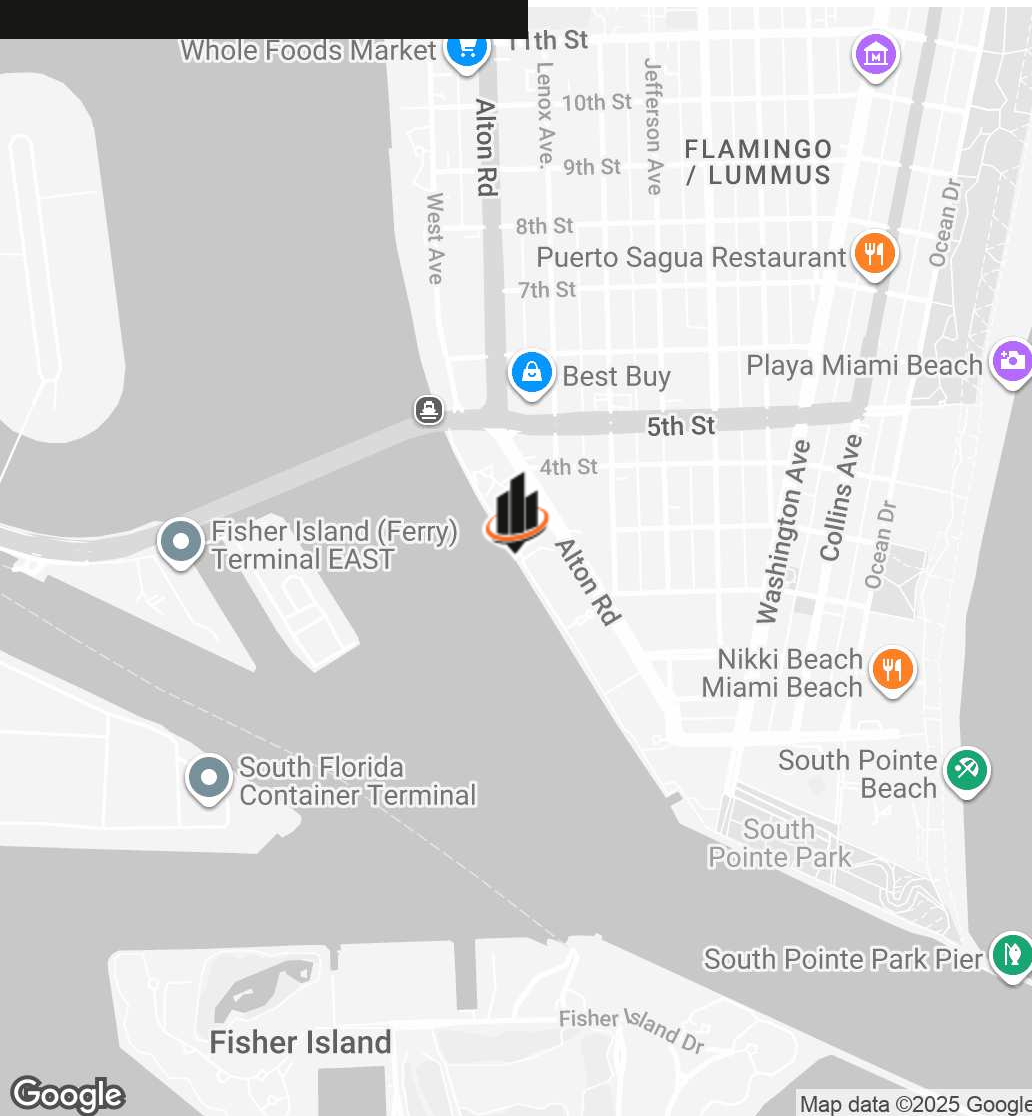 11th St
Whole Foods Market
10th St
Lenox Ave.
Jefferson Ave
Alton Rd
FLAMINGO
/ LUMMUS
9th St
West Ave
Ocean Dr
8th St
Puerto Sagua Restaurant
7th St
Playa Miami Beach
Best Buy
5th St
4th St
Washington Ave
Collins Ave
Ocean Dr
Fisher Island (Ferry)
Terminal EAST
Alton Rd
Nikki Beach
Miami Beach
South Pointe
Beach
South Florida
Container Terminal
South
Pointe Park
South Pointe Park Pier
Fisher Island Dr
Fisher Island
Google
Map data ©2025 Google